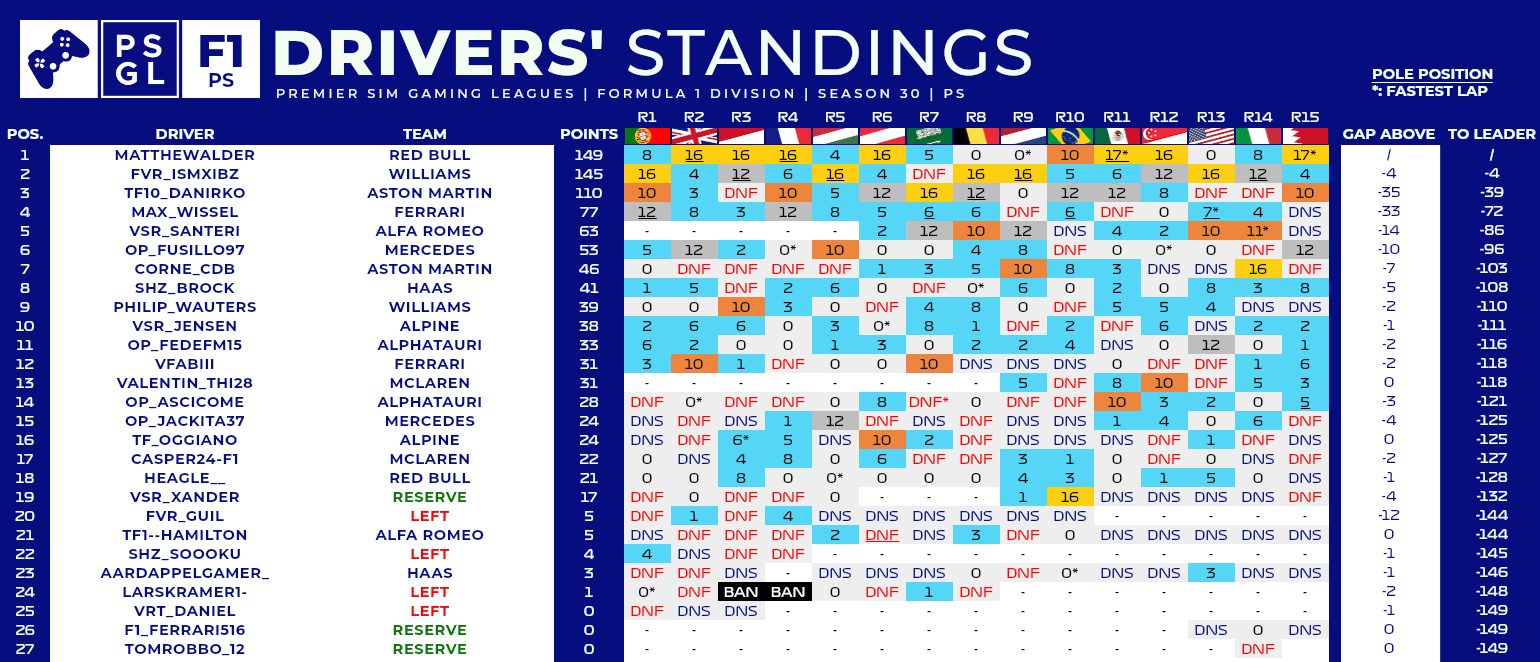 PS
GL
F1
PS
DRIVERS' STANDINGS
PREMIER SIM GAMING LEAGUES | FORMULA 1 DIVISION | SEASON 30 | PS
POLE POSITION
*: FASTEST LAP
R1 R2 R3 R4 R5 R6 R7 R8 R9 R10 R11 R12 R13 R14 R15
POS. DRIVER TEAM POINTS GAP ABOVE TO LEADER
1 MATTHEWALDER RED BULL 149 8 16 16 16 4 16 5 0 0* 10 17* 16 0 8 17* / /
2 FVR_ISMXIBZ WILLIAMS 145 16 4 12 6 16 4 DNF 16 16 5 6 12 16 12 4 -4 -4
3 TF10_DANIRKO ASTON MARTIN 110 10 3 DNF 10 5 12 16 12 0 12 12 8 DNF DNF 10 -35 -39
4 MAX_WISSEL FERRARI 77 12 8 3 12 8 5 6 6 DNF 6 DNF 0 7* 4 DNS -33 -72
5 VSR_SANTERI ALFA ROMEO 63 - - - - - 2 12 10 12 DNS 4 2 10 11* DNS -14 -86
6 OP_FUSILLO97 MERCEDES 53 5 12 2 0* 10 0 0 4 8 DNF 0 0* 0 DNF 12 -10 -96
7 CORNE_CDB ASTON MARTIN 46 0 DNF DNF DNF DNF 1 3 5 10 8 3 DNS DNS 16 DNF -7 -103
8 SHZ_BROCK HAAS 41 1 5 DNF 2 6 0 DNF 0* 6 0 2 0 8 3 8 -5 -108
9 PHILIP_WAUTERS WILLIAMS 39 0 0 10 3 0 DNF 4 8 0 DNF 5 5 4 DNS DNS -2 -110
10 VSR_JENSEN ALPINE 38 2 6 6 0 3 0* 8 1 DNF 2 DNF 6 DNS 2 2 -1 -111
11 OP_FEDEFM15 ALPHATAURI 33 6 2 0 0 1 3 0 2 2 4 DNS 0 12 0 1 -2 -116
12 VFABIII FERRARI 31 3 10 1 DNF 0 0 10 DNS DNS DNS 0 DNF DNF 1 6 -2 -118
13 VALENTIN_THI28 MCLAREN 31 - - - - - - - - 5 DNF 8 10 DNF 5 3 0 -118
14 OP_ASCICOME ALPHATAURI 28 DNF 0* DNF DNF 0 8 DNF* 0 DNF DNF 10 3 2 0 5 -3 -121
15 OP_JACKITA37 MERCEDES 24 DNS DNF DNS 1 12 DNF DNS DNF DNS DNS 1 4 0 6 DNF -4 -125
16 TF_OGGIANO ALPINE 24 DNS DNF 6* 5 DNS 10 2 DNF DNS DNS DNS DNF 1 DNF DNS 0 -125
17 CASPER24-F1 MCLAREN 22 0 DNS 4 8 0 6 DNF DNF 3 1 0 DNF 0 DNS DNF -2 -127
18 HEAGLE__ RED BULL 21 0 0 8 0 0* 0 0 0 4 3 0 1 5 0 DNS -1 -128
19 VSR_XANDER RESERVE 17 DNF 0 DNF DNF 0 - - - 1 16 DNS DNS DNS DNS DNF -4 -132
20 FVR_GUIL LEFT 5 DNF 1 DNF 4 DNS DNS DNS DNS DNS DNS - - - - - -12 -144
21 TF1--HAMILTON ALFA ROMEO 5 DNS DNF DNF DNF 2 DNF DNS 3 DNF 0 DNS DNS DNS DNS DNS 0 -144
22 SHZ_SOOOKU LEFT 4 4 DNS DNF DNF - - - - - - - - - - - -1 -145
23 AARDAPPELGAMER_ HAAS 3 DNF DNF DNS - DNS DNS DNS 0 DNF 0* DNS DNS 3 DNS DNS -1 -146
24 LARSKRAMER1- LEFT 1 0* DNF BAN BAN 0 DNF 1 DNF - - - - - - - -2 -148
25 VRT_DANIEL LEFT 0 DNF DNS DNS - - - - - - - - - - - - -1 -149
26 F1_FERRARI516 RESERVE 0 - - - - - - - - - - - - DNS 0 DNS 0 -149
27 TOMROBBO_12 RESERVE 0 - - - - - - - - - - - - - DNF - 0 -149